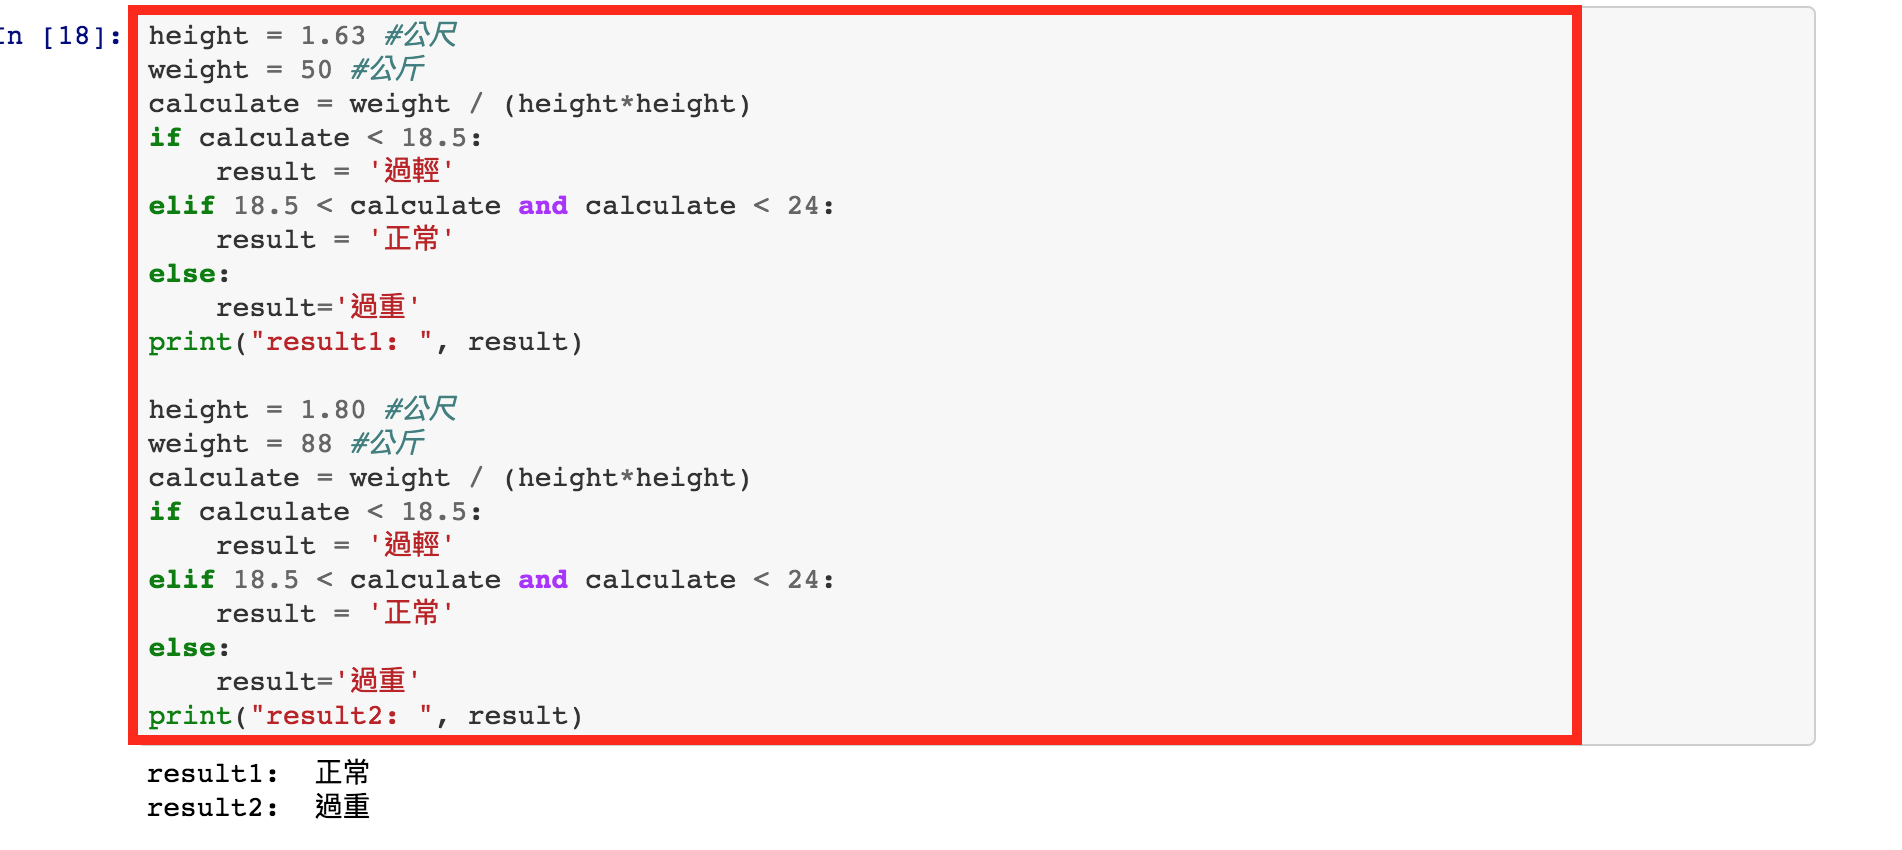 In [18]:
height = 1.63 #公尺
weight = 50 #公斤
calculate = weight / (height*height)
if calculate < 18.5:
    result = '過輕'
elif 18.5 < calculate and calculate < 24:
    result = '正常'
else:
    result='過重'
print("result1: ", result)
height = 1.80 #公尺
weight = 88 #公斤
calculate = weight / (height*height)
if calculate < 18.5:
    result = '過輕'
elif 18.5 < calculate and calculate < 24:
    result = '正常'
else:
    result='過重'
print("result2: ", result)
result1:  正常
result2:  過重